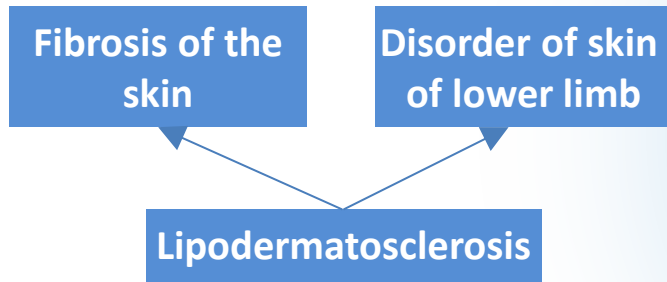 Fibrosis of the
skin
Disorder of skin
of lower limb
Lipodermatosclerosis